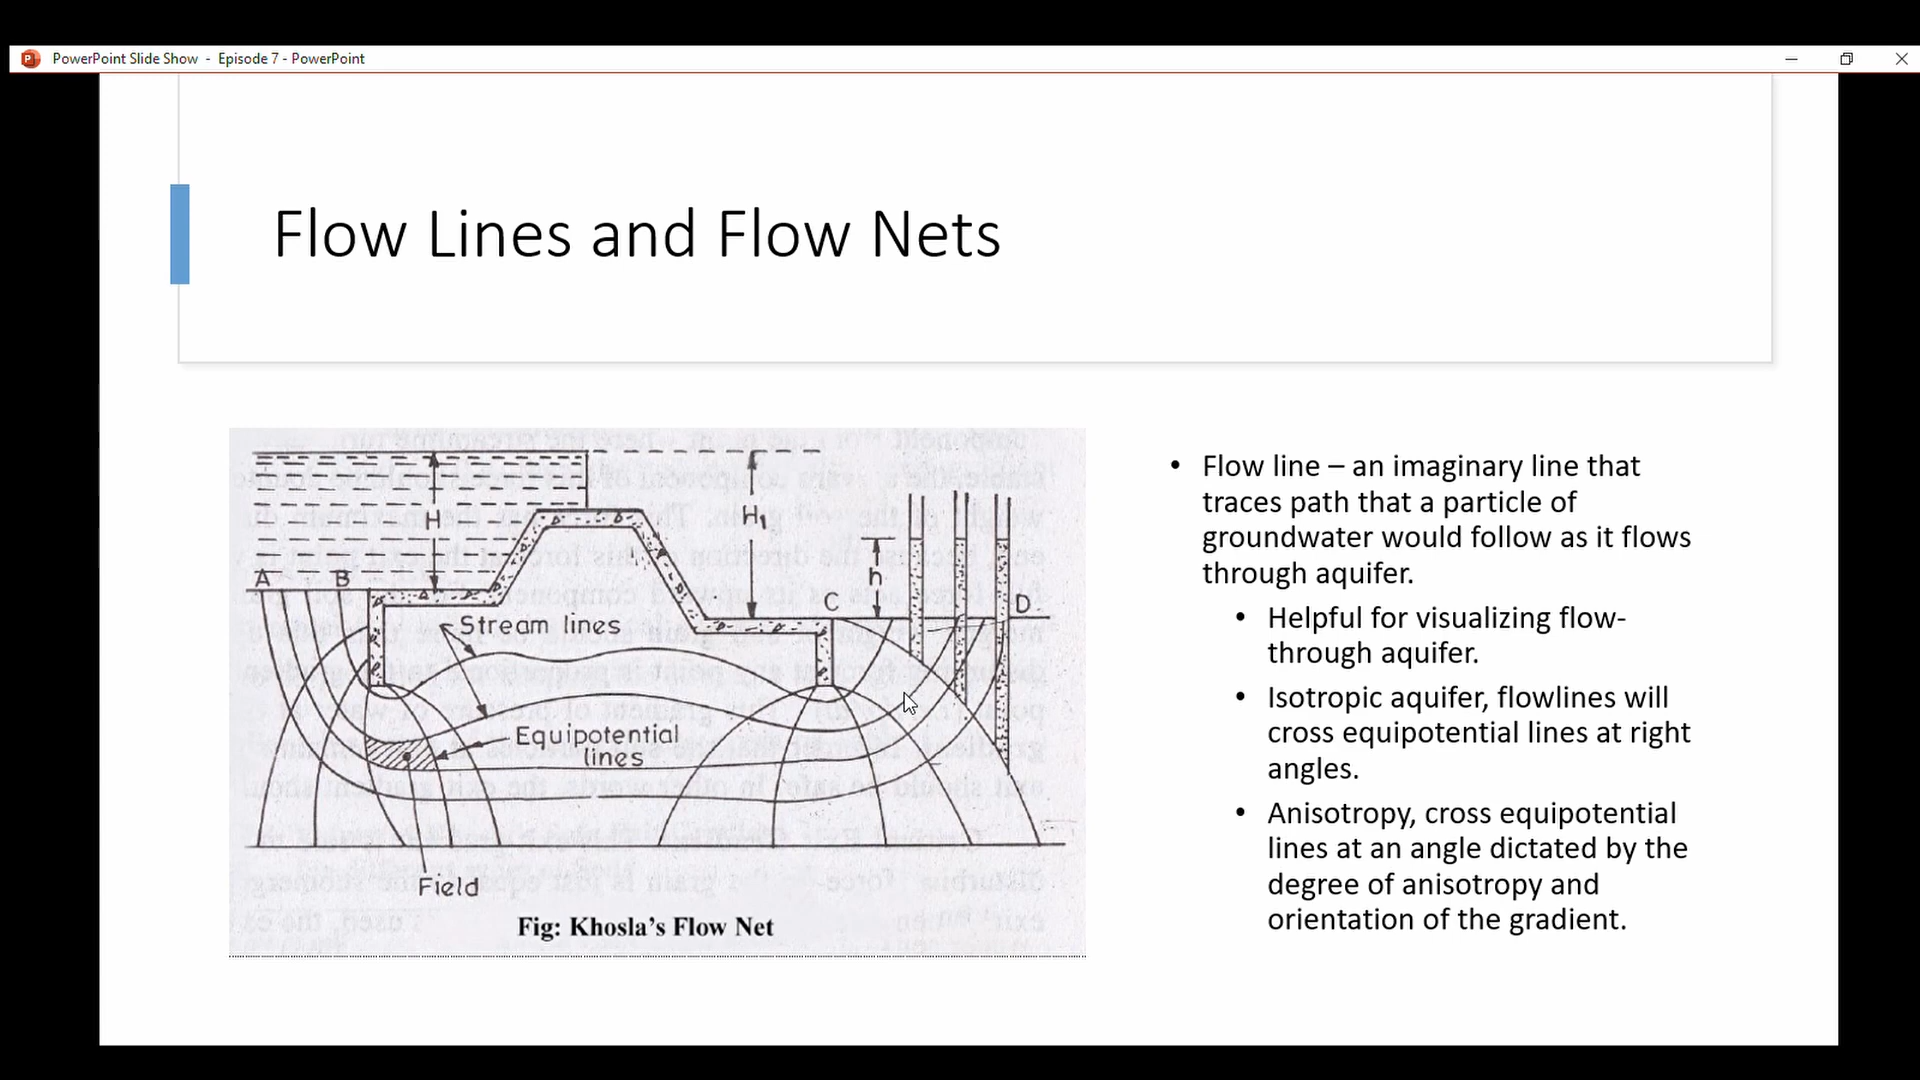 PowerPoint Slide Show - Episode 7 - PowerPoint
Flow Lines and Flow Nets
H
H₁
h
A
B
C
D
Stream lines
Equipotential
lines
Field
Fig: Khosla's Flow Net
• Flow line – an imaginary line that
traces path that a particle of
groundwater would follow as it flows
through aquifer.
• Helpful for visualizing flow-
through aquifer.
• Isotropic aquifer, flowlines will
cross equipotential lines at right
angles.
• Anisotropy, cross equipotential
lines at an angle dictated by the
degree of anisotropy and
orientation of the gradient.